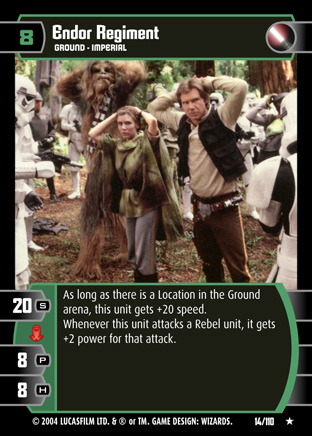 8 Endor Regiment
GROUND - IMPERIAL
As long as there is a Location in the Ground
arena, this unit gets +20 speed.
Whenever this unit attacks a Rebel unit, it gets
+2 power for that attack.
20 S
8 P
8 H
© 2004 LUCASFILM LTD. & ® or TM. GAME DESIGN: WIZARDS. 14/110